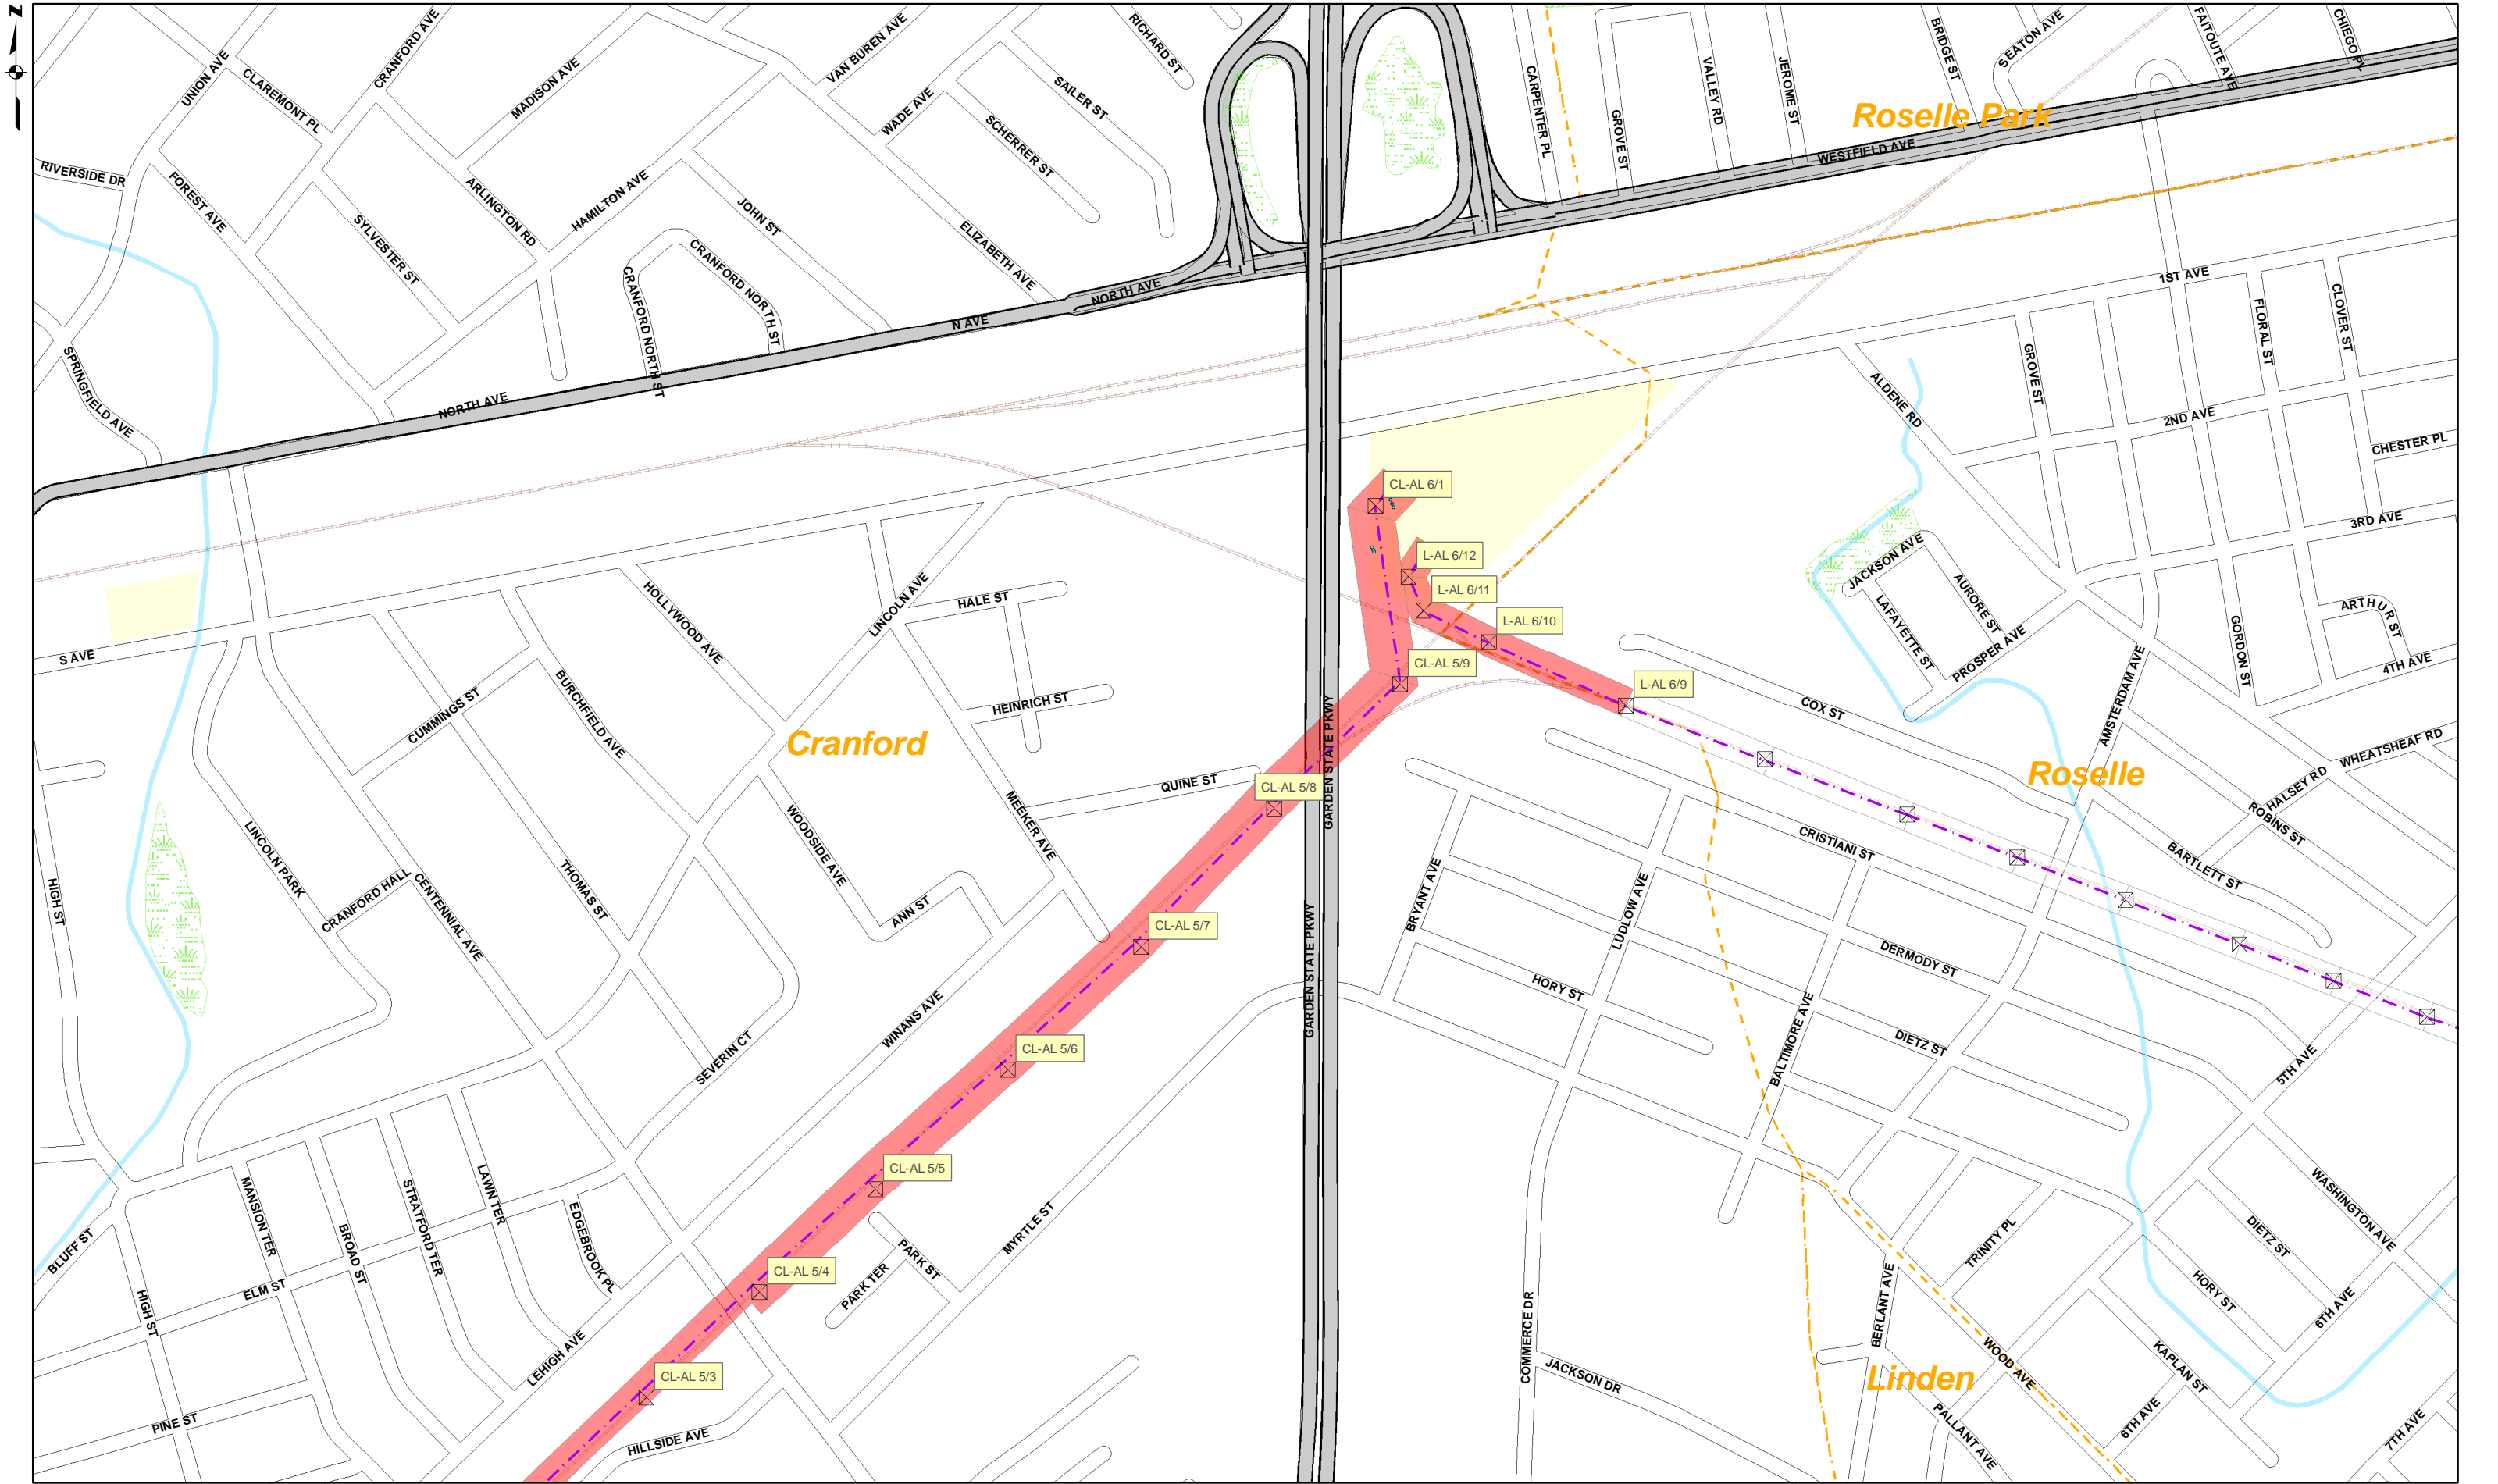 N
UNION AVE
CLAREMONT PL
CRANFORD AVE
MADISON AVE
VAN BUREN AVE
WADE AVE
RICHARD ST
SAILER ST
SCHERRER ST
CARPENTER PL
GROVE ST
VALLEY RD
JEROME ST
BRIDGE ST
S EATON AVE
FAITOUTE AVE
CHIEGO PL
Roselle Park
WESTFIELD AVE
RIVERSIDE DR
FOREST AVE
SYLVESTER ST
ARLINGTON RD
HAMILTON AVE
JOHN ST
CRANFORD NORTH ST
CRANFORD NORTH ST
ELIZABETH AVE
NORTH AVE
N AVE
NORTH AVE
SPRINGFIELD AVE
1ST AVE
FLORAL ST
CLOVER ST
GROVE ST
ALDENE RD
2ND AVE
CHESTER PL
3RD AVE
CL-AL 6/1
L-AL 6/12
L-AL 6/11
L-AL 6/10
CL-AL 5/9
L-AL 6/9
JACKSON AVE
AURORE ST
LAFAYETTE ST
PROSPER AVE
GORDON ST
ARTHUR ST
4TH AVE
HOLLYWOOD AVE
LINCOLN AVE
HALE ST
HEINRICH ST
S AVE
CUMMINGS ST
BURCHFIELD AVE
Cranford
GARDEN STATE PKWY
COX ST
AMSTERDAM AVE
WHEATSHEAF RD
Roselle
HALSEY RD
ROBINS ST
QUINE ST
CL-AL 5/8
MEEKER AVE
WOODSIDE AVE
LINCOLN PARK
CRANFORD HALL
CENTENNIAL AVE
THOMAS ST
HIGH ST
ANN ST
CL-AL 5/7
BRYANT AVE
LUDLOW AVE
CRISTIANI ST
BARTLETT ST
DERMODY ST
HORY ST
GARDEN STATE PKWY
WINANS AVE
CL-AL 5/6
SEVERIN CT
BALTIMORE AVE
DIETZ ST
5TH AVE
CL-AL 5/5
MANSION TER
BROAD ST
STRATFORD TER
LAWN TER
EDGEBROOK PL
BLUFF ST
HIGH ST
ELM ST
PARK ST
PARK TER
MYRTLE ST
CL-AL 5/4
WASHINGTON AVE
DIETZ ST
TRINITY PL
HORY ST
6TH AVE
BERLANT AVE
COMMERCE DR
JACKSON DR
WOOD AVE
KAPLAN ST
Linden
PALLANT AVE
6TH AVE
7TH AVE
LEHIGH AVE
CL-AL 5/3
PINE ST
HILLSIDE AVE